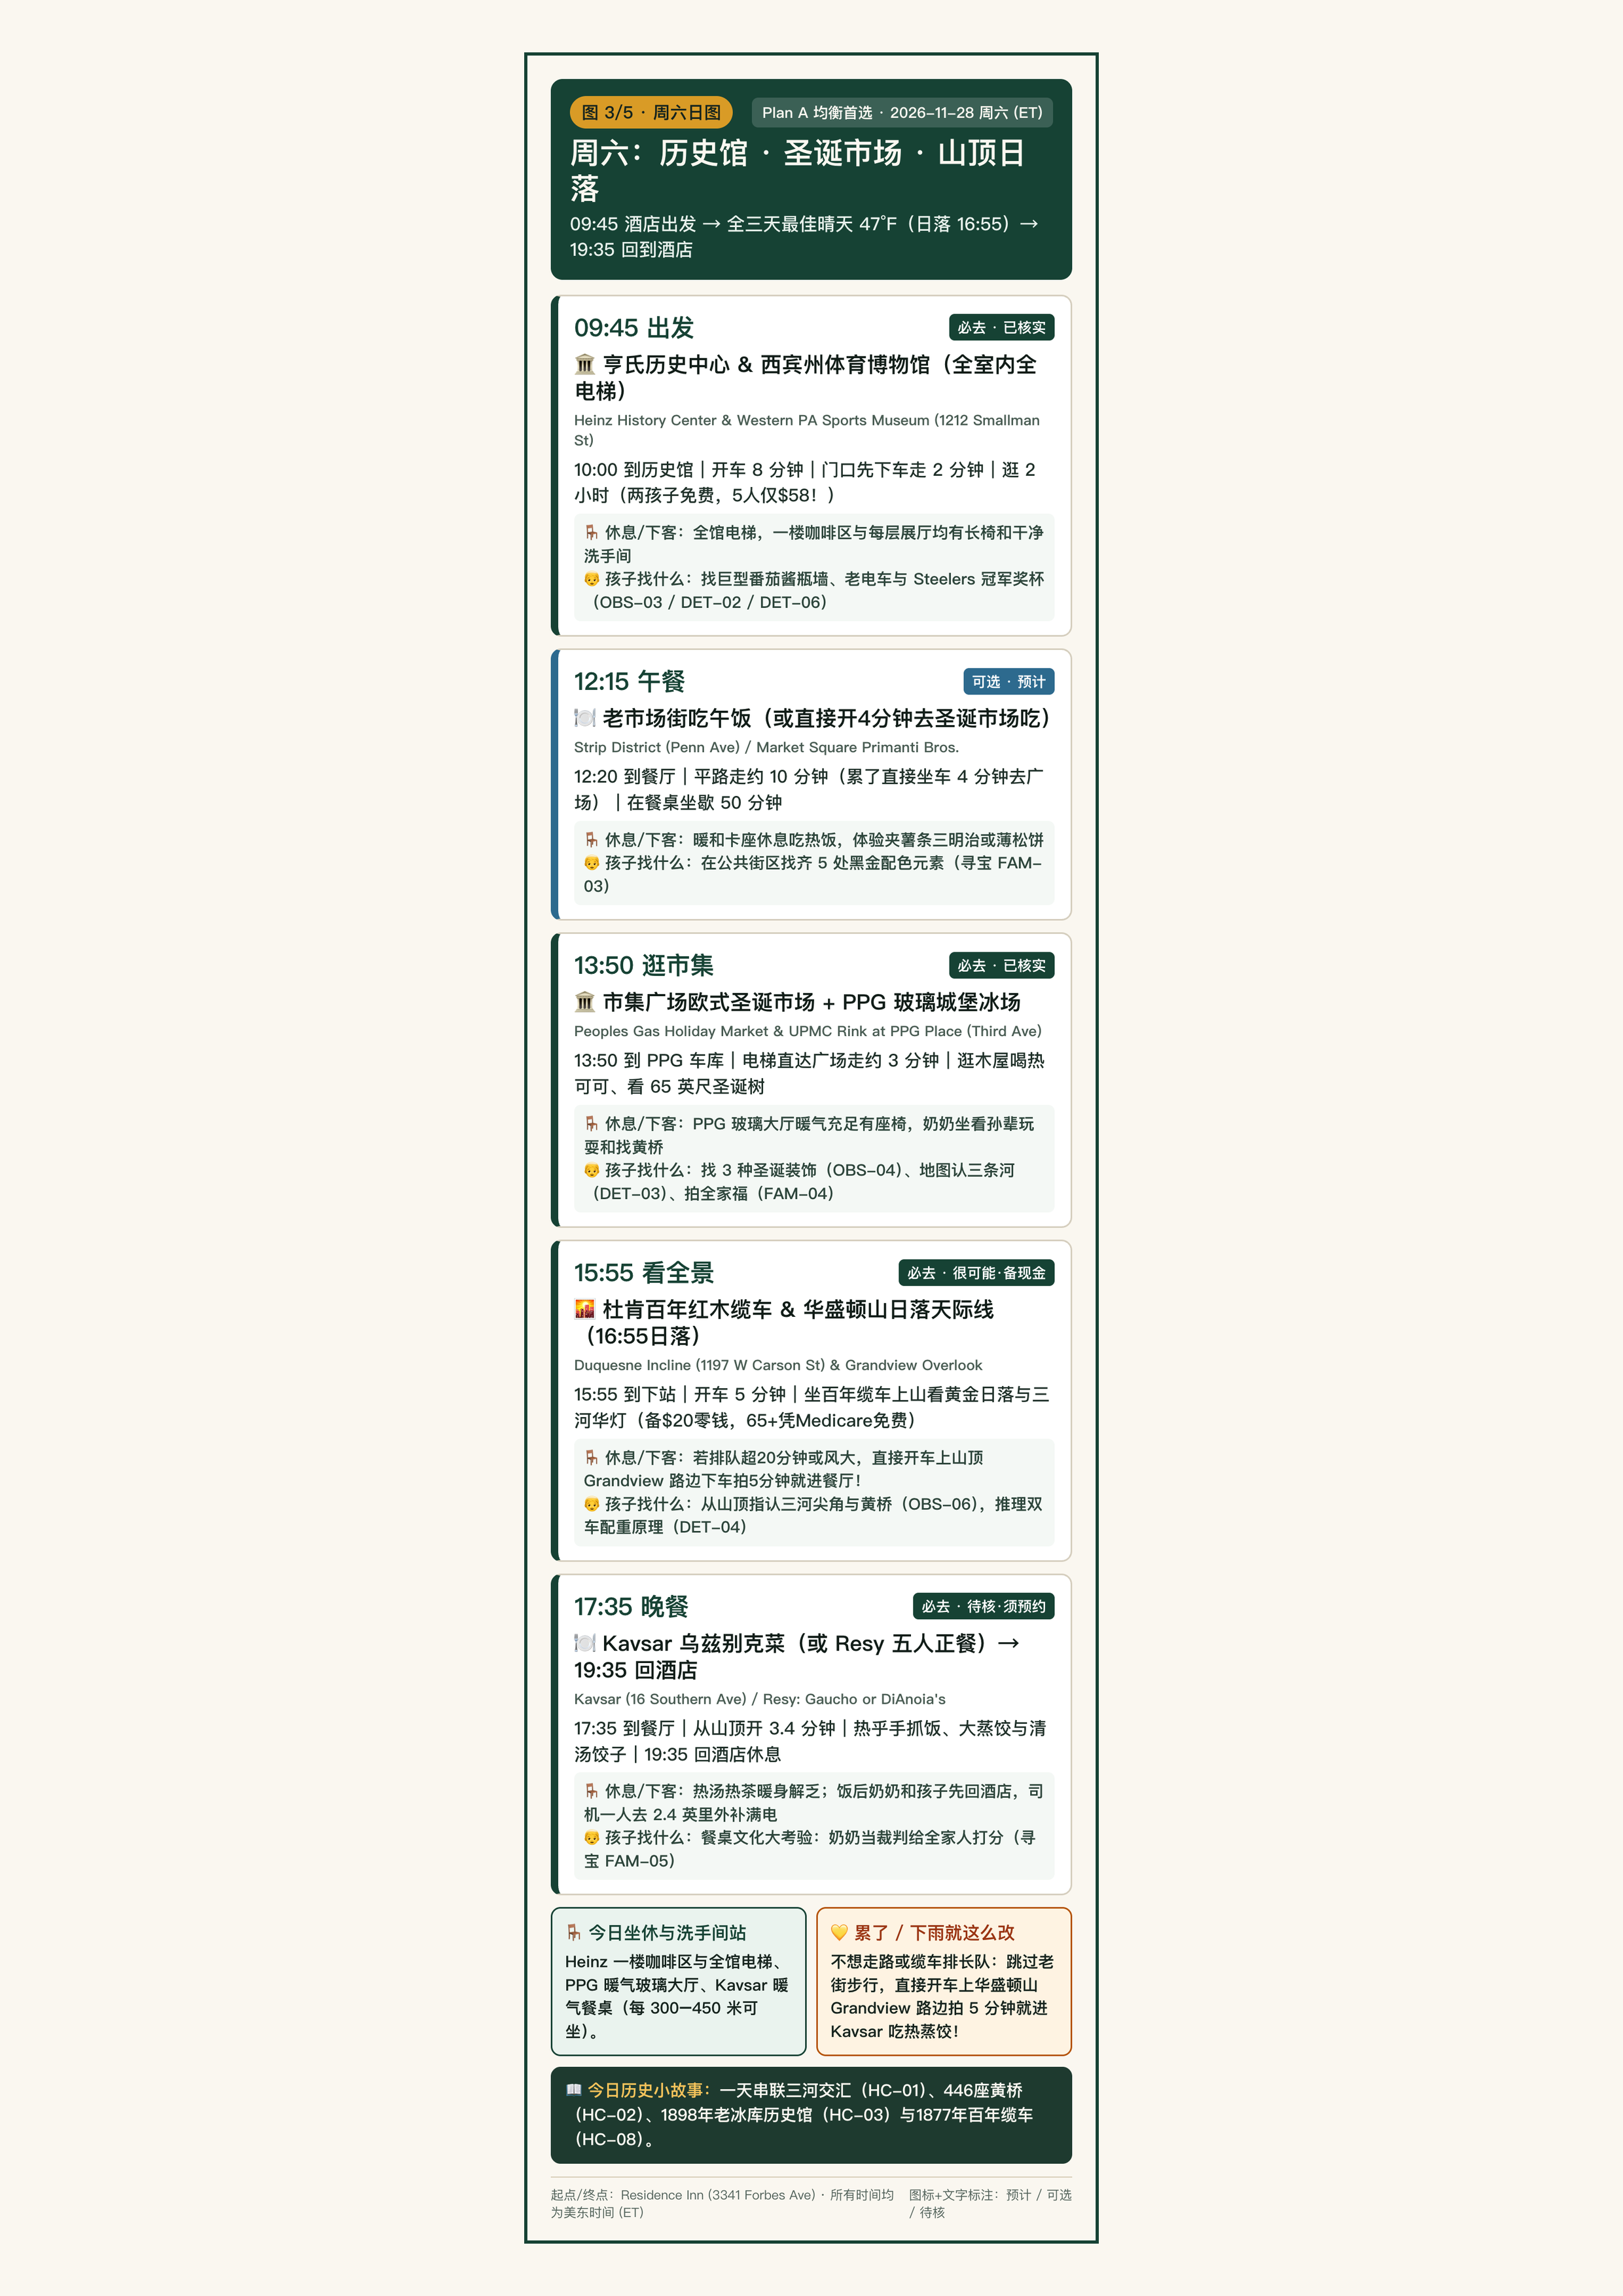 图 3/5 · 周六日图
Plan A 均衡首选 · 2026-11-28 周六 (ET)
周六：历史馆 · 圣诞市场 · 山顶日
落
09:45 酒店出发 → 全三天最佳晴天 47°F（日落 16:55）→
19:35 回到酒店
09:45 出发
必去 · 已核实
🏛️ 亨氏历史中心 & 西宾州体育博物馆（全室内全
电梯）
Heinz History Center & Western PA Sports Museum (1212 Smallman
St)
10:00 到历史馆｜开车 8 分钟｜门口先下车走 2 分钟｜逛 2
小时（两孩子免费，5人仅$58！）
🪑 休息/下客：全馆电梯，一楼咖啡区与每层展厅均有长椅和干净
洗手间
👴 孩子找什么：找巨型番茄酱瓶墙、老电车与 Steelers 冠军奖杯
（OBS-03 / DET-02 / DET-06）
12:15 午餐
可选 · 预计
🍽️ 老市场街吃午饭（或直接开4分钟去圣诞市场吃）
Strip District (Penn Ave) / Market Square Primanti Bros.
12:20 到餐厅｜平路走约 10 分钟（累了直接坐车 4 分钟去广
场）｜在餐桌坐歇 50 分钟
🪑 休息/下客：暖和卡座休息吃热饭，体验夹薯条三明治或薄松饼
👴 孩子找什么：在公共街区找齐 5 处黑金配色元素（寻宝 FAM-
03）
13:50 逛市集
必去 · 已核实
🏛️ 市集广场欧式圣诞市场 + PPG 玻璃城堡冰场
Peoples Gas Holiday Market & UPMC Rink at PPG Place (Third Ave)
13:50 到 PPG 车库｜电梯直达广场走约 3 分钟｜逛木屋喝热
可可、看 65 英尺圣诞树
🪑 休息/下客：PPG 玻璃大厅暖气充足有座椅，奶奶坐看孙辈玩
耍和找黄桥
👴 孩子找什么：找 3 种圣诞装饰（OBS-04）、地图认三条河
（DET-03）、拍全家福（FAM-04）
15:55 看全景
必去 · 很可能·备现金
🌇 杜肯百年红木缆车 & 华盛顿山日落天际线
（16:55日落）
Duquesne Incline (1197 W Carson St) & Grandview Overlook
15:55 到下站｜开车 5 分钟｜坐百年缆车上山看黄金日落与三
河华灯（备$20零钱，65+凭Medicare免费）
🪑 休息/下客：若排队超20分钟或风大，直接开车上山顶
Grandview 路边下车拍5分钟就进餐厅！
👴 孩子找什么：从山顶指认三河尖角与黄桥（OBS-06），推理双
车配重原理（DET-04）
17:35 晚餐
必去 · 待核·须预约
🍽️ Kavsar 乌兹别克菜（或 Resy 五人正餐）→
19:35 回酒店
Kavsar (16 Southern Ave) / Resy: Gaucho or DiAnoia's
17:35 到餐厅｜从山顶开 3.4 分钟｜热乎手抓饭、大蒸饺与清
汤饺子｜19:35 回酒店休息
🪑 休息/下客：热汤热茶暖身解乏；饭后奶奶和孩子先回酒店，司
机一人去 2.4 英里外补满电
👴 孩子找什么：餐桌文化大考验：奶奶当裁判给全家人打分（寻
宝 FAM-05）
🪑 今日坐休与洗手间站
Heinz 一楼咖啡区与全馆电梯、
PPG 暖气玻璃大厅、Kavsar 暖
气餐桌（每 300–450 米可
坐）。
💛 累了 / 下雨就这么改
不想走路或缆车排长队：跳过老
街步行，直接开车上华盛顿山
Grandview 路边拍 5 分钟就进
Kavsar 吃热蒸饺！
📖 今日历史小故事：一天串联三河交汇（HC-01）、446座黄桥
（HC-02）、1898年老冰库历史馆（HC-03）与1877年百年缆车
（HC-08）。
起点/终点：Residence Inn (3341 Forbes Ave) · 所有时间均
为美东时间 (ET)
图标+文字标注：预计 / 可选
/ 待核